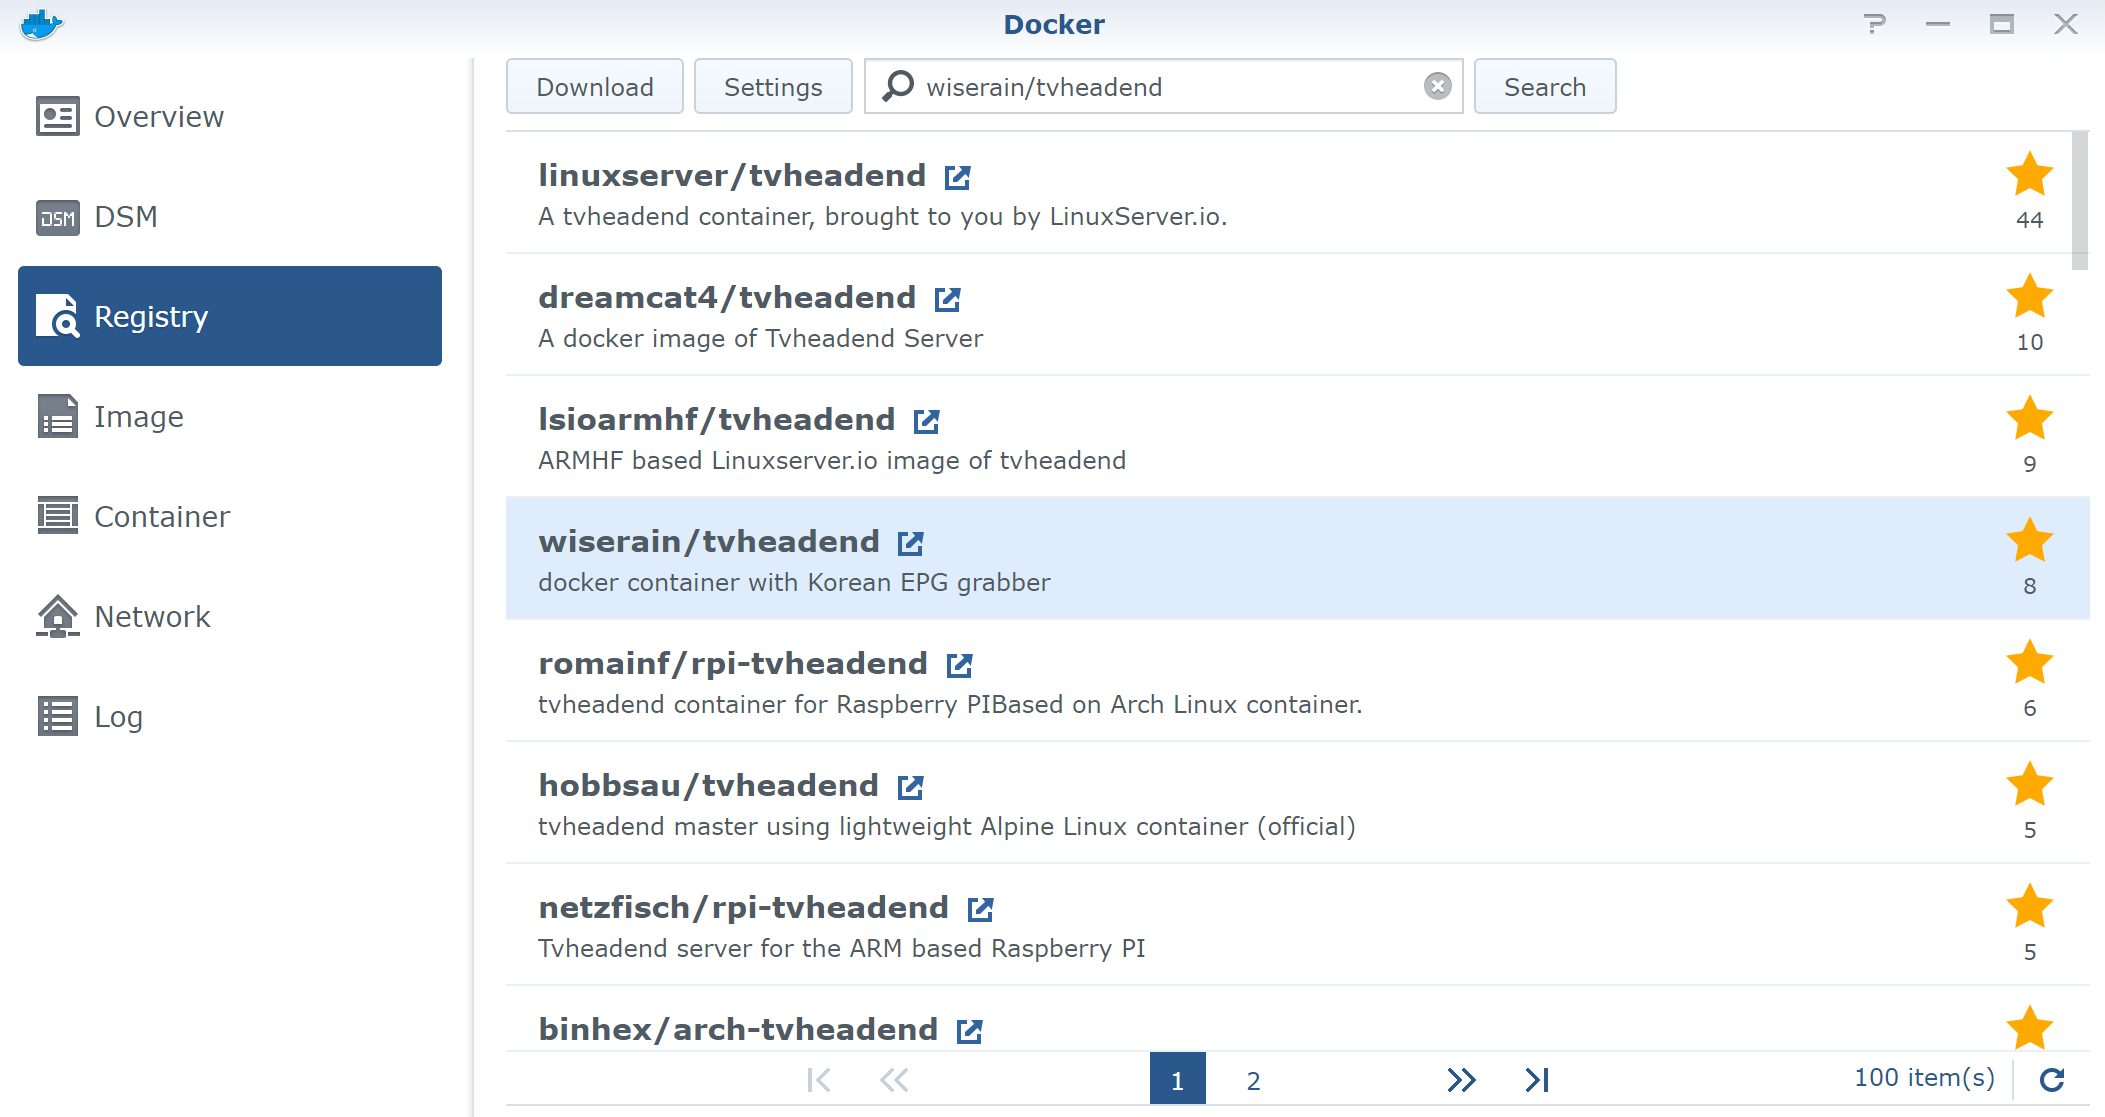 Docker
Overview
DSM
Registry
Image
Container
Network
Log
Download Settings wiserain/tvheadend Search
linuxserver/tvheadend
A tvheadend container, brought to you by LinuxServer.io.
44
dreamcat4/tvheadend
A docker image of Tvheadend Server
10
lsioarmhf/tvheadend
ARMHF based Linuxserver.io image of tvheadend
9
wiserain/tvheadend
docker container with Korean EPG grabber
8
romainf/rpi-tvheadend
tvheadend container for Raspberry PIBased on Arch Linux container.
6
hobbsau/tvheadend
tvheadend master using lightweight Alpine Linux container (official)
5
netzfisch/rpi-tvheadend
Tvheadend server for the ARM based Raspberry PI
5
binhex/arch-tvheadend
1 2 100 item(s)